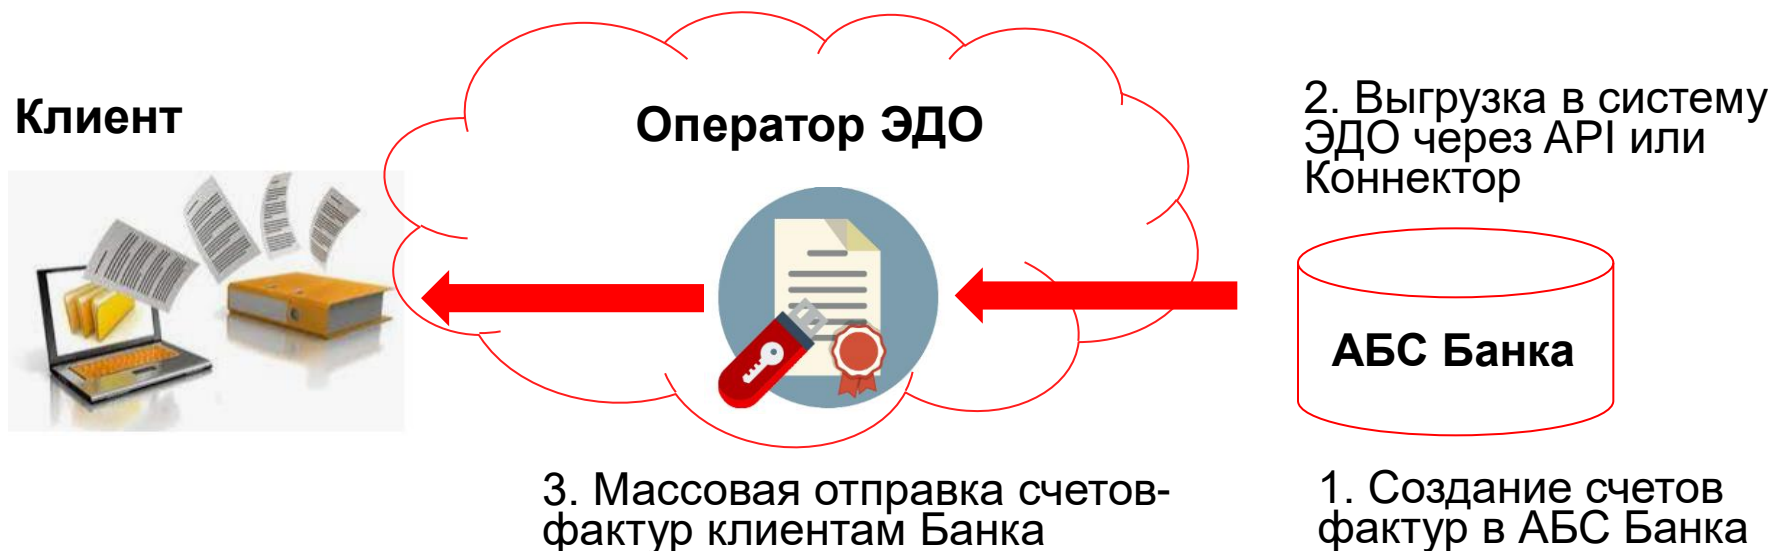 Клиент
Оператор ЭДО
2. Выгрузка в систему
ЭДО через API или
Коннектор
АБС Банка
3. Массовая отправка счетов-
фактур клиентам Банка
1. Создание счетов
фактур в АБС Банка